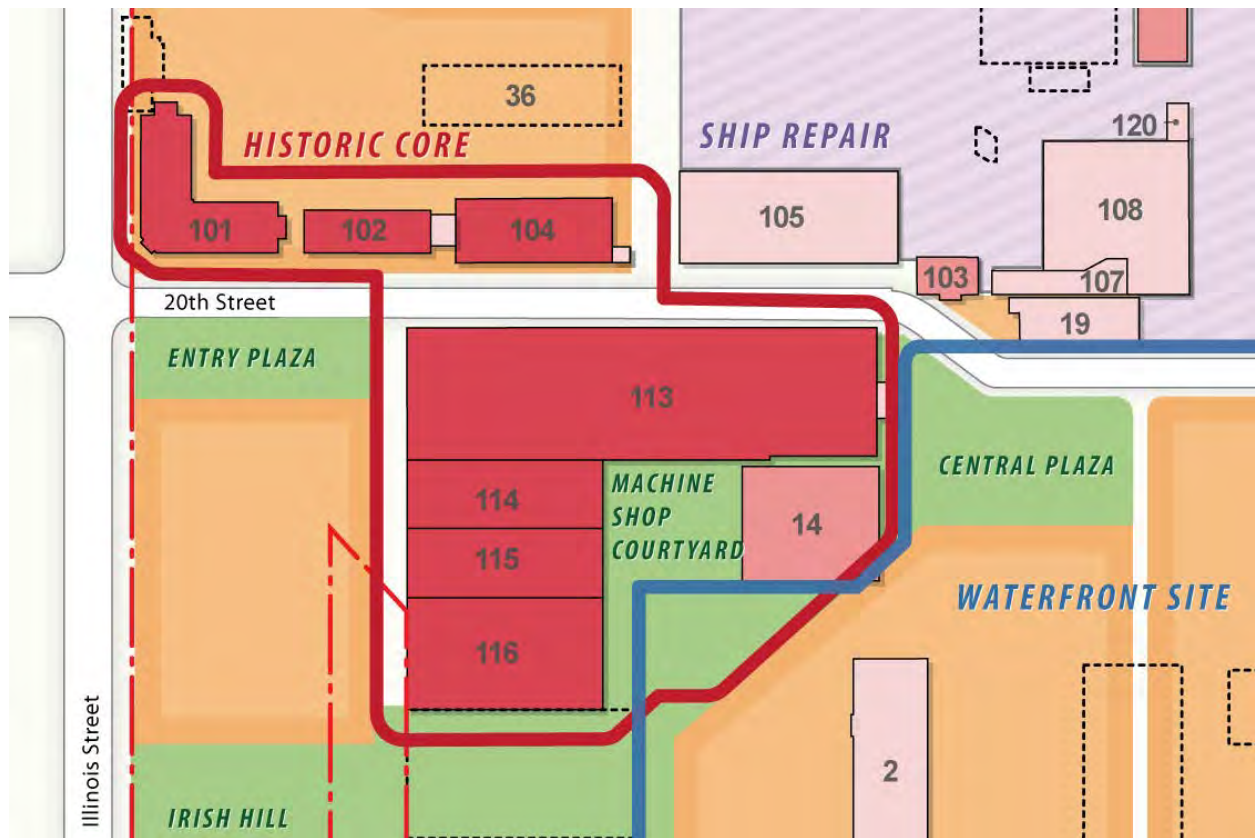 36
HISTORIC CORE
SHIP REPAIR
120
105
108
101
102
104
103
107
19
20th Street
ENTRY PLAZA
113
CENTRAL PLAZA
MACHINE
SHOP
COURTYARD
114
14
115
WATERFRONT SITE
116
Illinois Street
2
IRISH HILL